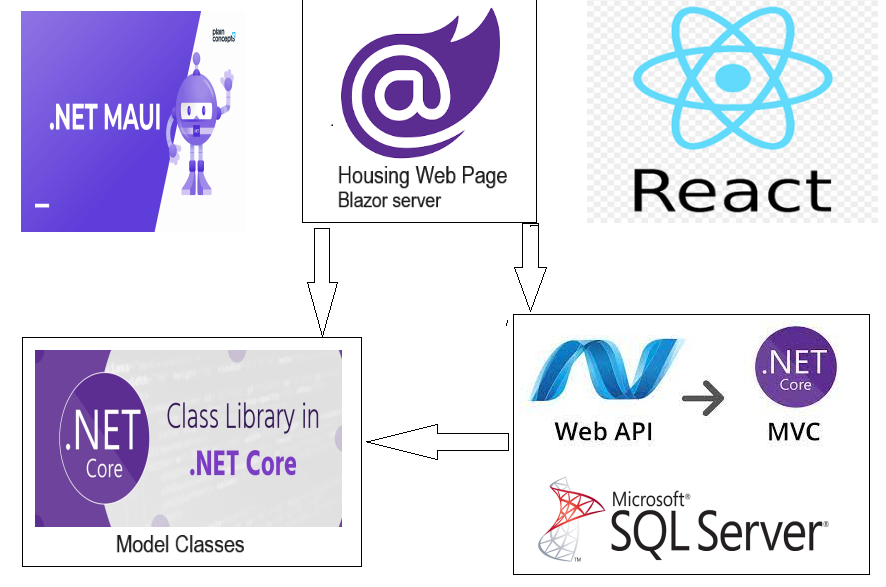 plain
concepts
.NET MAUI
@
Housing Web Page
Blazor server
React
.NET
Core
Class Library in
.NET Core
Model Classes
Web API
.NET
Core
MVC
Microsoft®
SQL Server®
TM